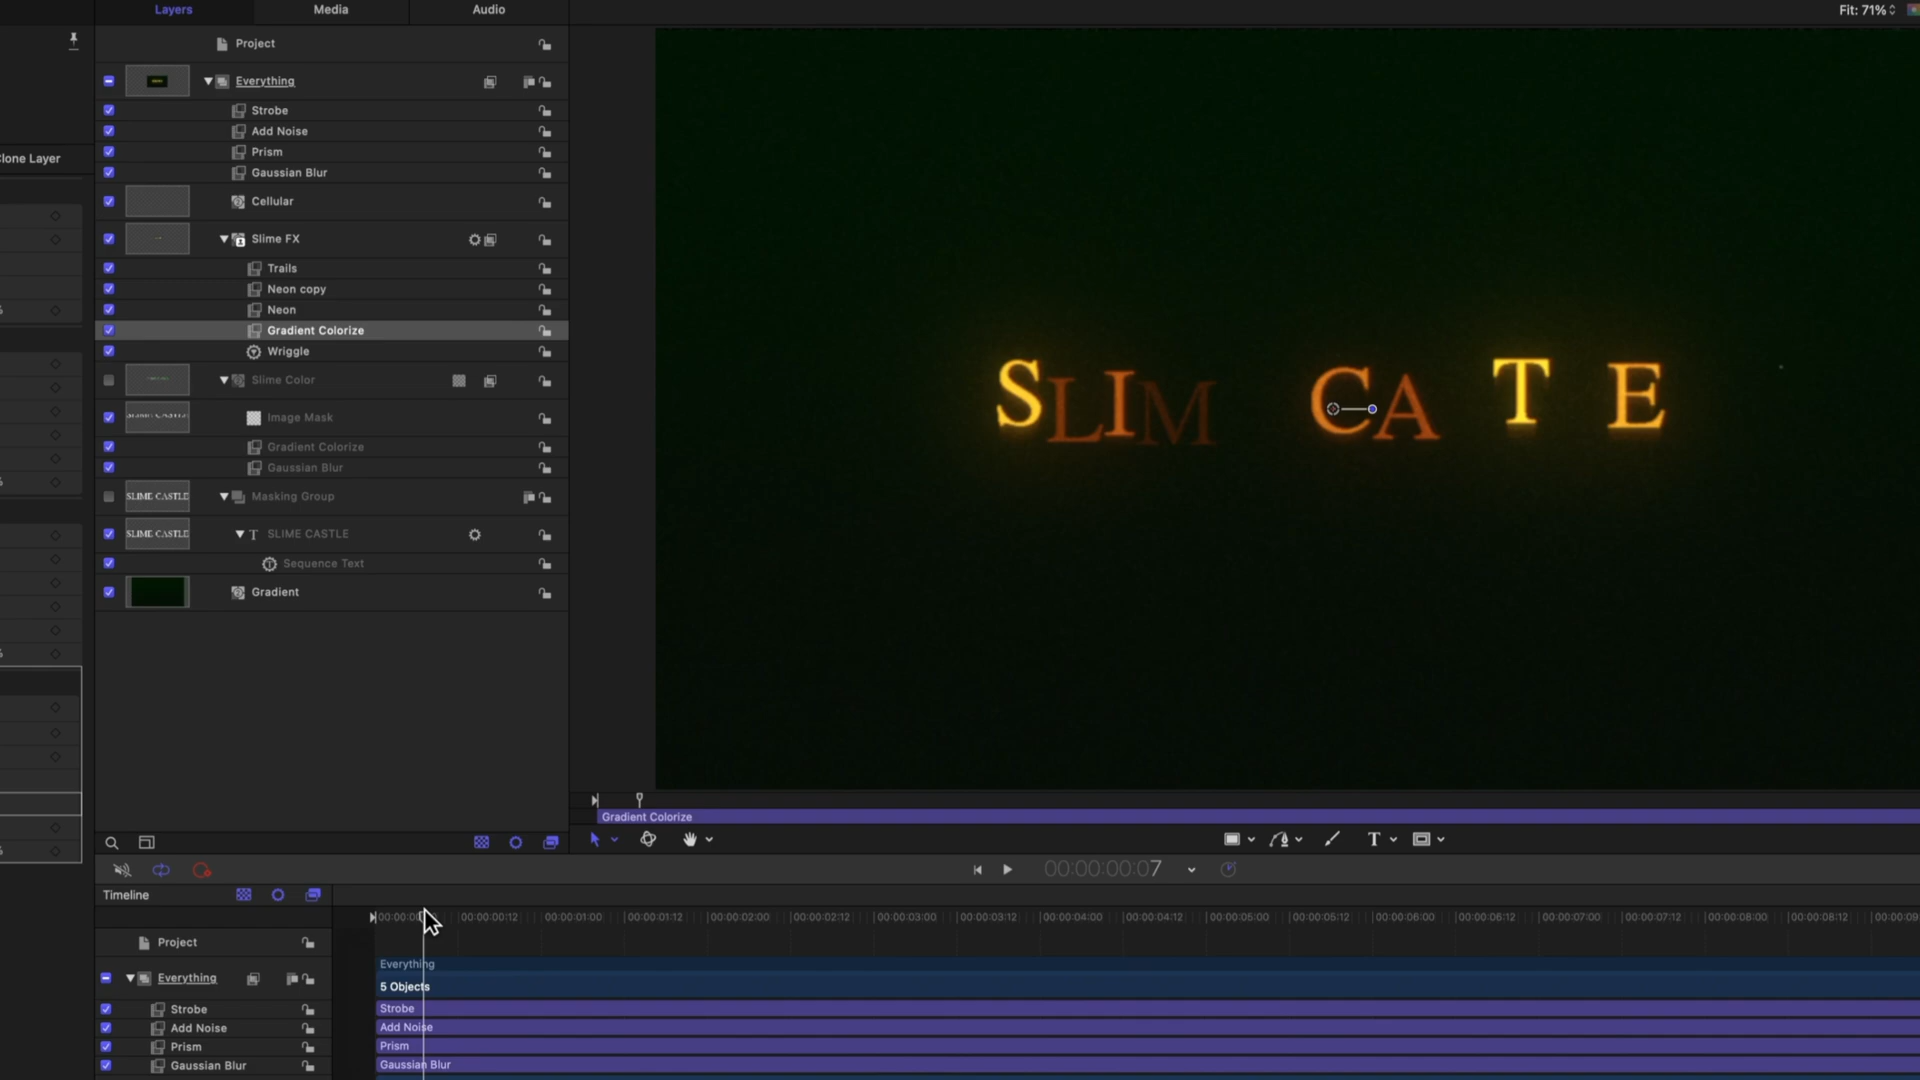 Layers
Media
Audio
Fit: 71%
Project
Everything
Strobe
Add Noise
Clone Layer
Prism
Gaussian Blur
Cellular
Slime FX
Trails
Neon copy
Neon
Gradient Colorize
Wriggle
Slime Color
Image Mask
Gradient Colorize
Gaussian Blur
SLIME CASTLE
Masking Group
SLIME CASTLE
SLIME CASTLE
Sequence Text
Gradient
SLIM CA T E
Gradient Colorize
T
00:00:00:07
Timeline
00:00:00:12
00:00:01:00
00:00:01:12
00:00:02:00
00:00:02:12
00:00:03:00
00:00:03:12
00:00:04:00
00:00:04:12
00:00:05:00
00:00:05:12
00:00:06:00
00:00:06:12
00:00:07:00
00:00:07:12
00:00:08:00
00:00:08:12
Project
Everything
Everything
5 Objects
Strobe
Strobe
Add Noise
Add Noise
Prism
Prism
Gaussian Blur
Gaussian Blur